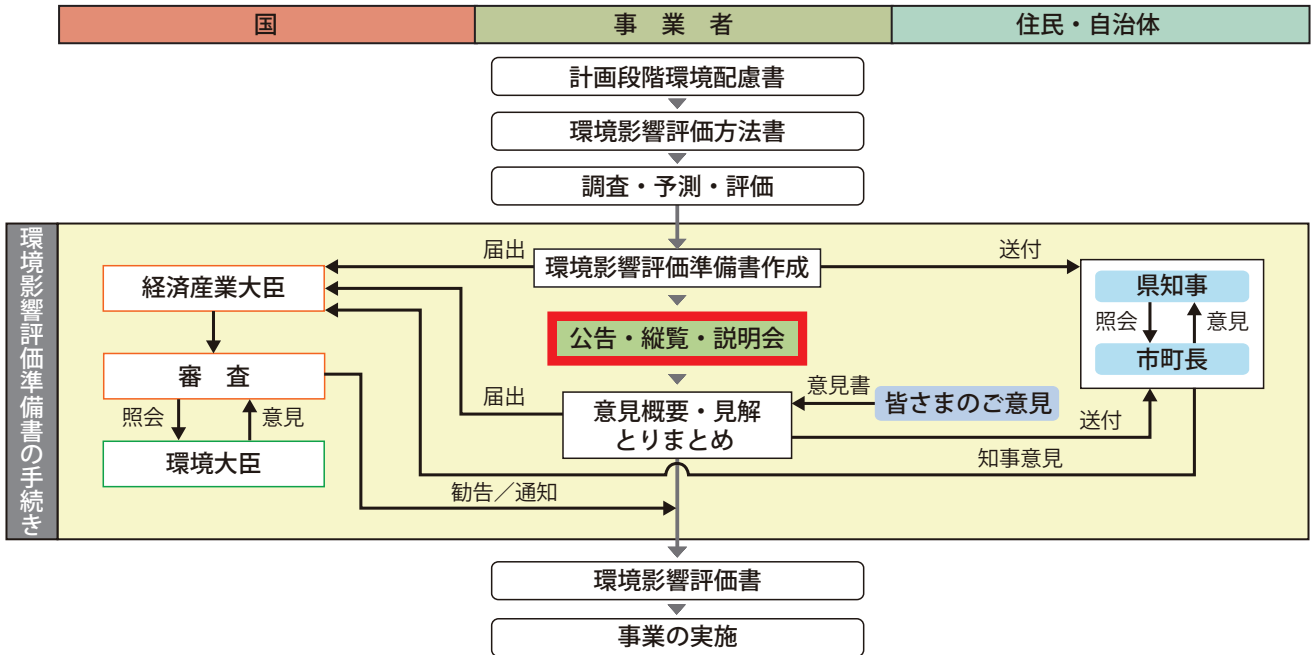 国
事 業 者
住民・自治体
計画段階環境配慮書
環境影響評価方法書
調査・予測・評価
環境影響評価準備書の手続き
届出
環境影響評価準備書作成
送付
経済産業大臣
県知事
照会
意見
市町長
公告・縦覧・説明会
審 査
届出
意見概要・見解
とりまとめ
意見書
皆さまのご意見
送付
照会
意見
環境大臣
知事意見
勧告／通知
環境影響評価書
事業の実施